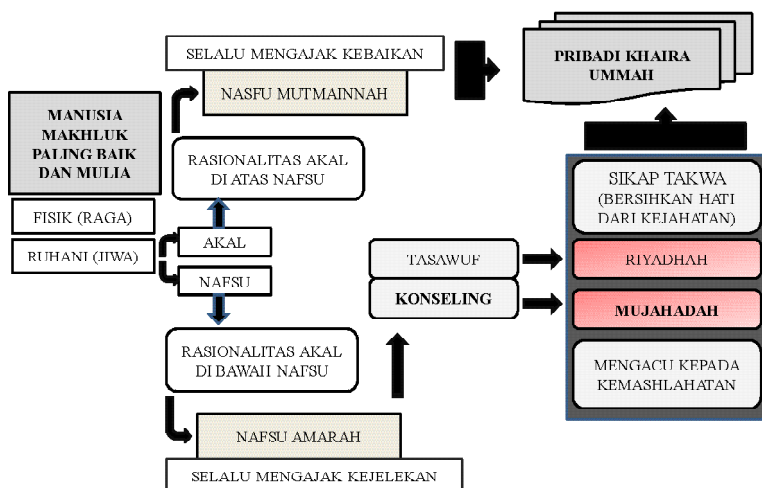 SELALU MENGAJAK KEBAIKAN
NASFU MUTMAINNAH
PRIBADI KHAIRA
UMMAH
MANUSIA
MAKHLUK
PALING BAIK
DAN MULIA
FISIK (RAGA)
RUHANI (JIWA)
RASIONALITAS AKAL
DI ATAS NAFSU
AKAL
NAFSU
RASIONALITAS AKAL
DI BAWAH NAFSU
NAFSU AMARAH
SELALU MENGAJAK KEJELEKAN
TASAWUF
KONSELING
SIKAP TAKWA
(BERSIHKAN HATI
DARI KEJAHATAN)
RIYADHAH
MUJAHADAH
MENGACU KEPADA
KEMASHLAHATAN